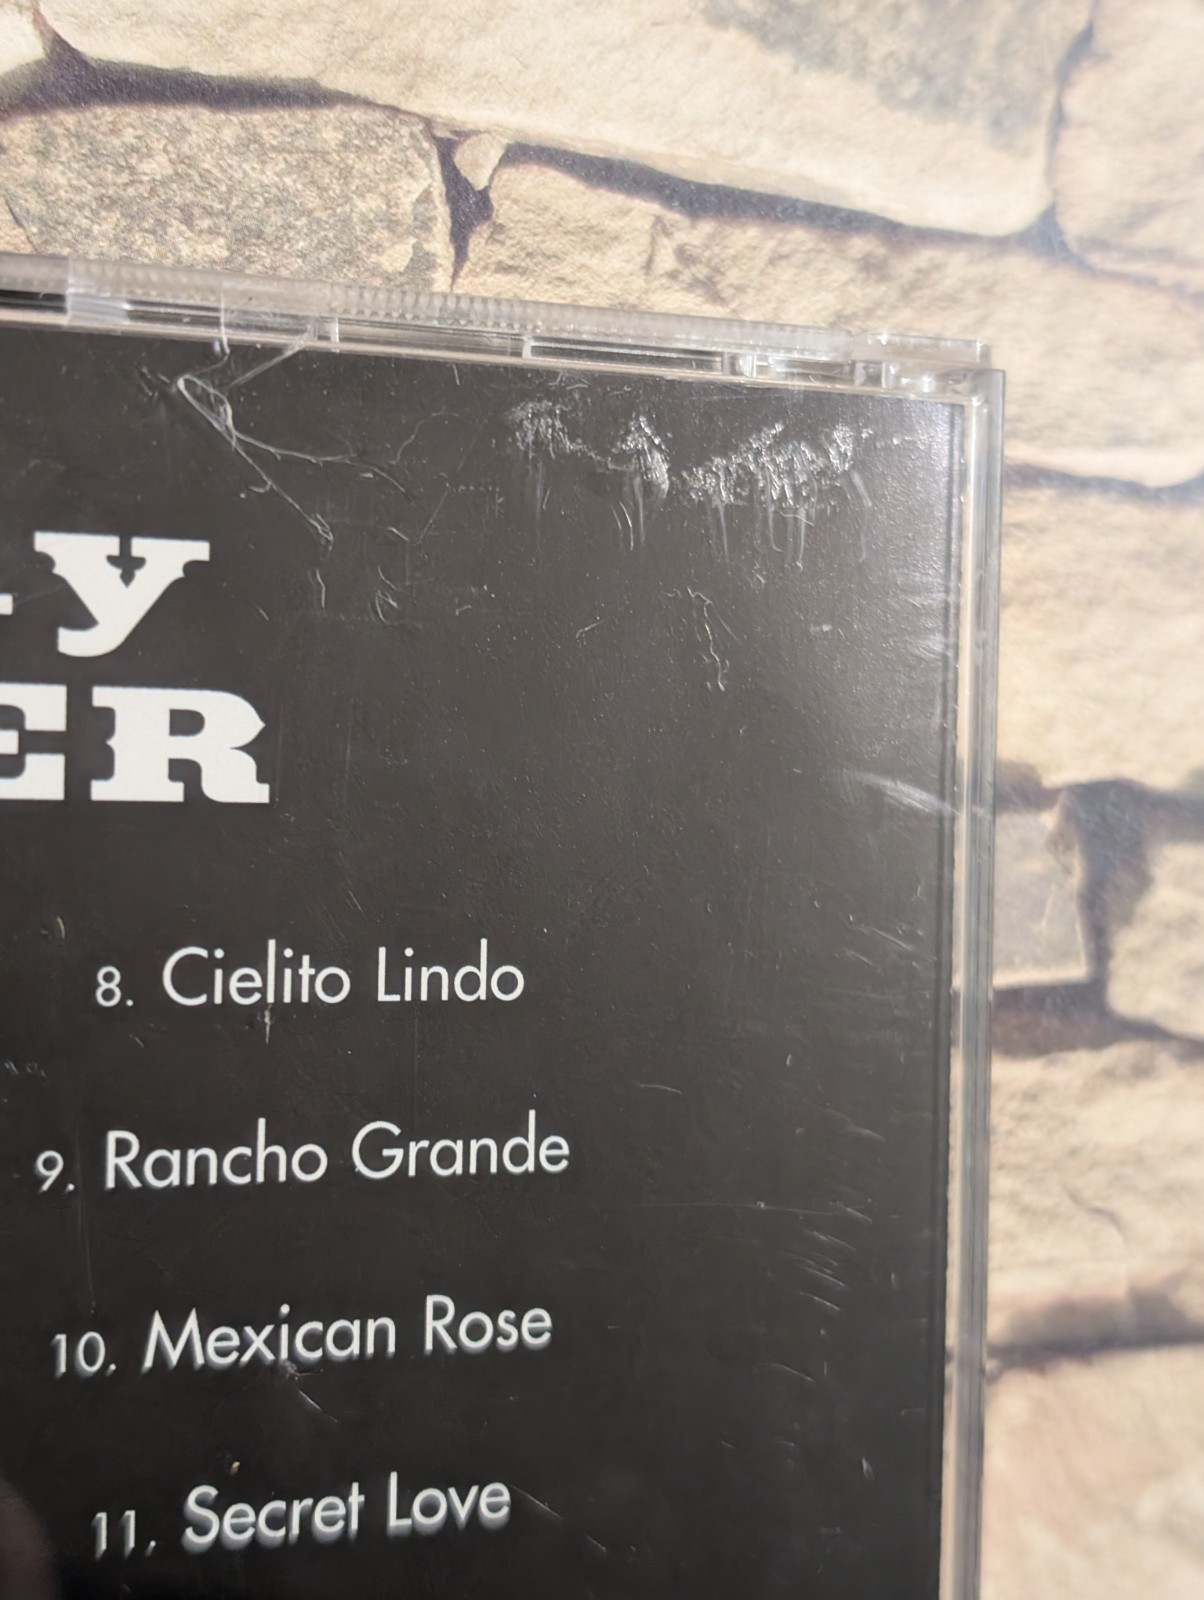 y
ER
8. Cielito Lindo
9. Rancho Grande
10. Mexican Rose
11. Secret Love